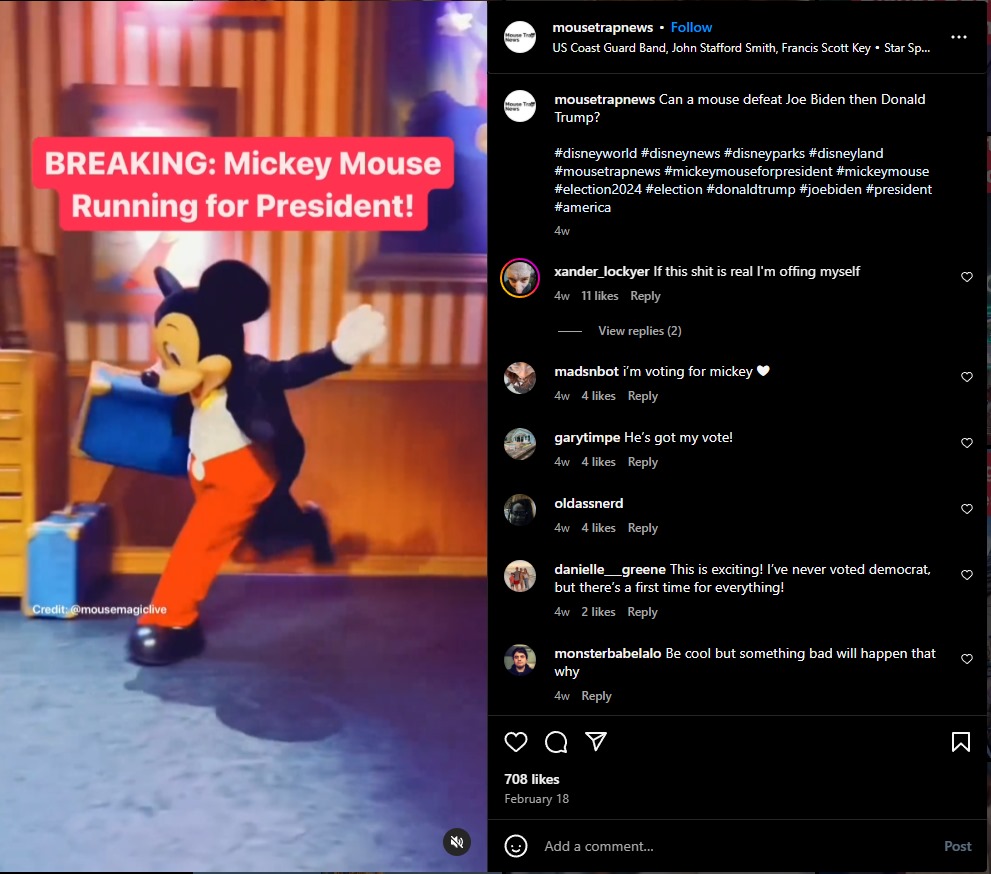 BREAKING: Mickey Mouse
Running for President!
Credit: @mousemagiclive
Mouse Trap
News
mousetrapnews • Follow
US Coast Guard Band, John Stafford Smith, Francis Scott Key • Star Sp...
Mouse Trap
News
mousetrapnews Can a mouse defeat Joe Biden then Donald
Trump?
#disneyworld #disneynews #disneyparks #disneyland
#mousetrapnews #mickeymouseforpresident #mickeymouse
#election2024 #election #donaldtrump #joebiden #president
#america
4w
xander_lockyer If this shit is real I'm offing myself
4w 11 likes Reply
View replies (2)
madsnbot i’m voting for mickey 🤍
4w 4 likes Reply
garytimpe He’s got my vote!
4w 4 likes Reply
oldassnerd
4w 4 likes Reply
danielle___greene This is exciting! I’ve never voted democrat,
but there’s a first time for everything!
4w 2 likes Reply
monsterbabelalo Be cool but something bad will happen that
why
4w Reply
708 likes
February 18
Add a comment...
Post